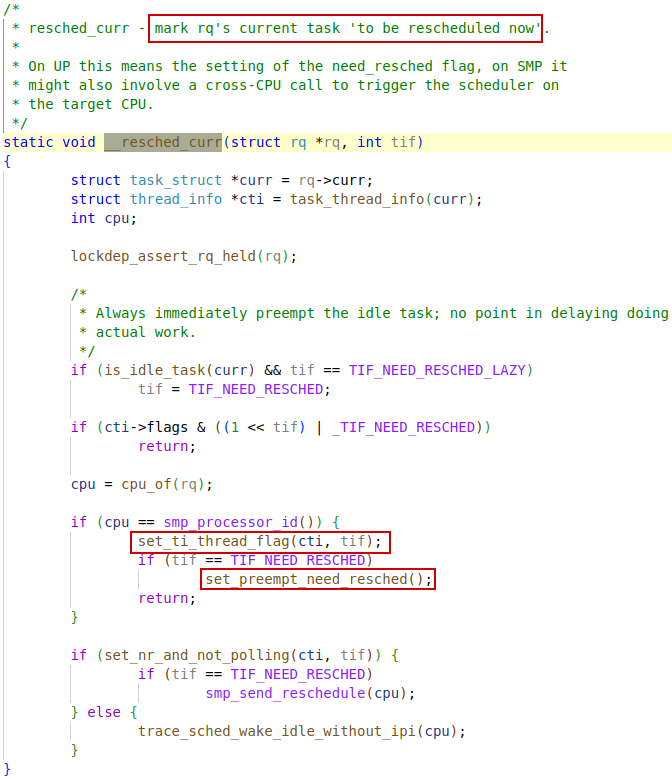 /*
 * resched_curr - mark rq's current task 'to be rescheduled now'.
 *
 * On UP this means the setting of the need_resched flag, on SMP it
 * might also involve a cross-CPU call to trigger the scheduler on
 * the target CPU.
 */
static void __resched_curr(struct rq *rq, int tif)
{
        struct task_struct *curr = rq->curr;
        struct thread_info *cti = task_thread_info(curr);
        int cpu;

        lockdep_assert_rq_held(rq);

        /*
         * Always immediately preempt the idle task; no point in delaying doing
         * actual work.
         */
        if (is_idle_task(curr) && tif == TIF_NEED_RESCHED_LAZY)
                tif = TIF_NEED_RESCHED;

        if (cti->flags & ((1 << tif) | _TIF_NEED_RESCHED))
                return;

        cpu = cpu_of(rq);

        if (cpu == smp_processor_id()) {
                set_ti_thread_flag(cti, tif);
                if (tif == TIF_NEED_RESCHED)
                        set_preempt_need_resched();
                return;
        }

        if (set_nr_and_not_polling(cti, tif)) {
                if (tif == TIF_NEED_RESCHED)
                        smp_send_reschedule(cpu);
        } else {
                trace_sched_wake_idle_without_ipi(cpu);
        }
}